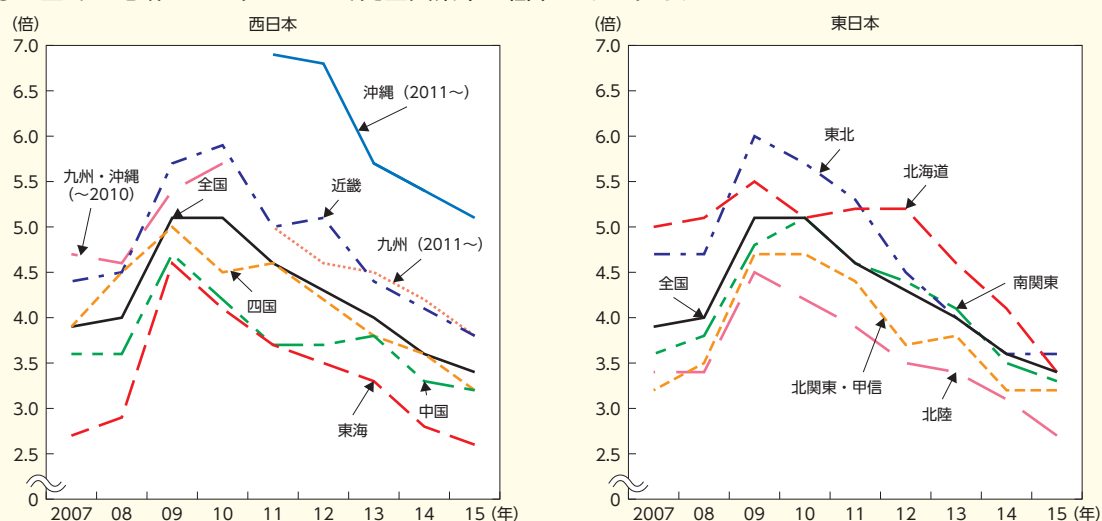 (倍)
西日本
7.0
6.5
6.0
5.5
5.0
4.5
4.0
3.5
3.0
2.5
0
沖縄（2011～）
九州・沖縄
（～2010）
全国
近畿
九州（2011～）
四国
中国
東海
2007 08 09 10 11 12 13 14 15 (年)
(倍)
東日本
7.0
6.5
6.0
5.5
5.0
4.5
4.0
3.5
3.0
2.5
0
東北
北海道
全国
南関東
北関東・甲信
北陸
2007 08 09 10 11 12 13 14 15 (年)